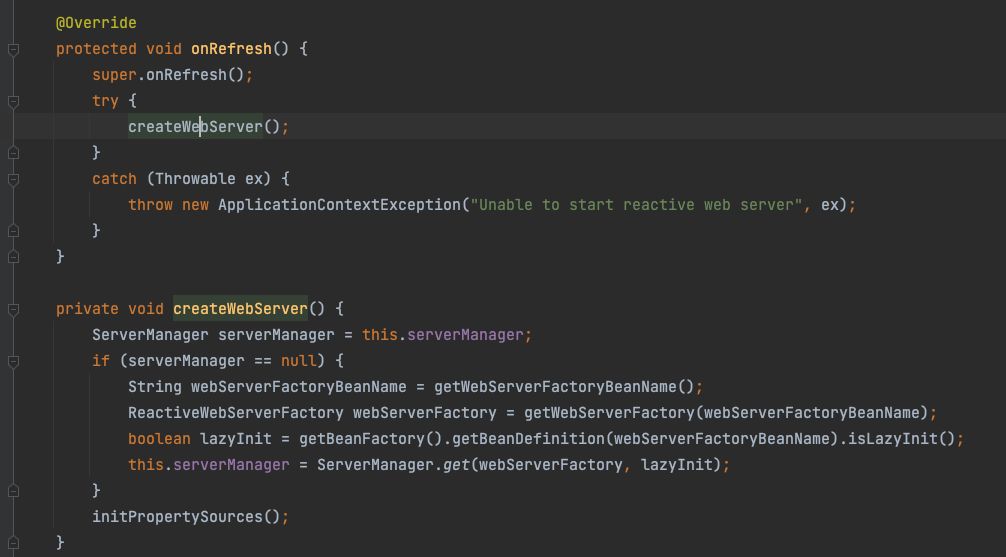 @Override
protected void onRefresh() {
super.onRefresh();
try {
createWebServer();
}
catch (Throwable ex) {
throw new ApplicationContextException("Unable to start reactive web server", ex);
}
}
private void createWebServer() {
ServerManager serverManager = this.serverManager;
if (serverManager == null) {
String webServerFactoryBeanName = getWebServerFactoryBeanName();
ReactiveWebServerFactory webServerFactory = getWebServerFactory(webServerFactoryBeanName);
boolean lazyInit = getBeanFactory().getBeanDefinition(webServerFactoryBeanName).isLazyInit();
this.serverManager = ServerManager.get(webServerFactory, lazyInit);
}
initPropertySources();
}